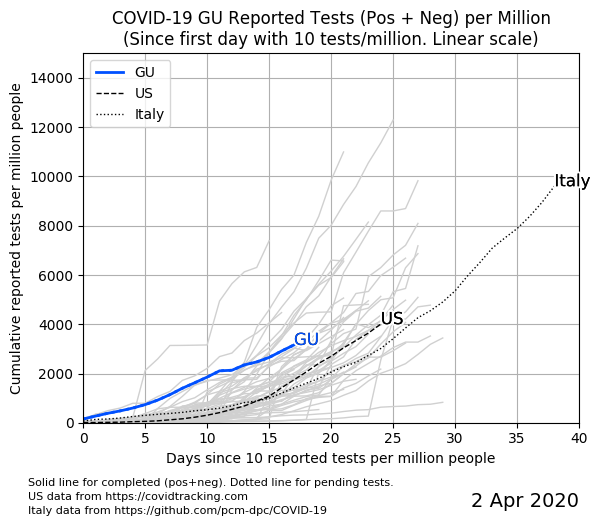 COVID-19 GU Reported Tests (Pos + Neg) per Million
(Since first day with 10 tests/million. Linear scale)
Cumulative reported tests per million people
14000
12000
10000
8000
6000
4000
2000
0
GU
US
Italy
Italy
US
GU
0 5 10 15 20 25 30 35 40
Days since 10 reported tests per million people
Solid line for completed (pos+neg). Dotted line for pending tests.
US data from https://covidtracking.com
Italy data from https://github.com/pcm-dpc/COVID-19
2 Apr 2020